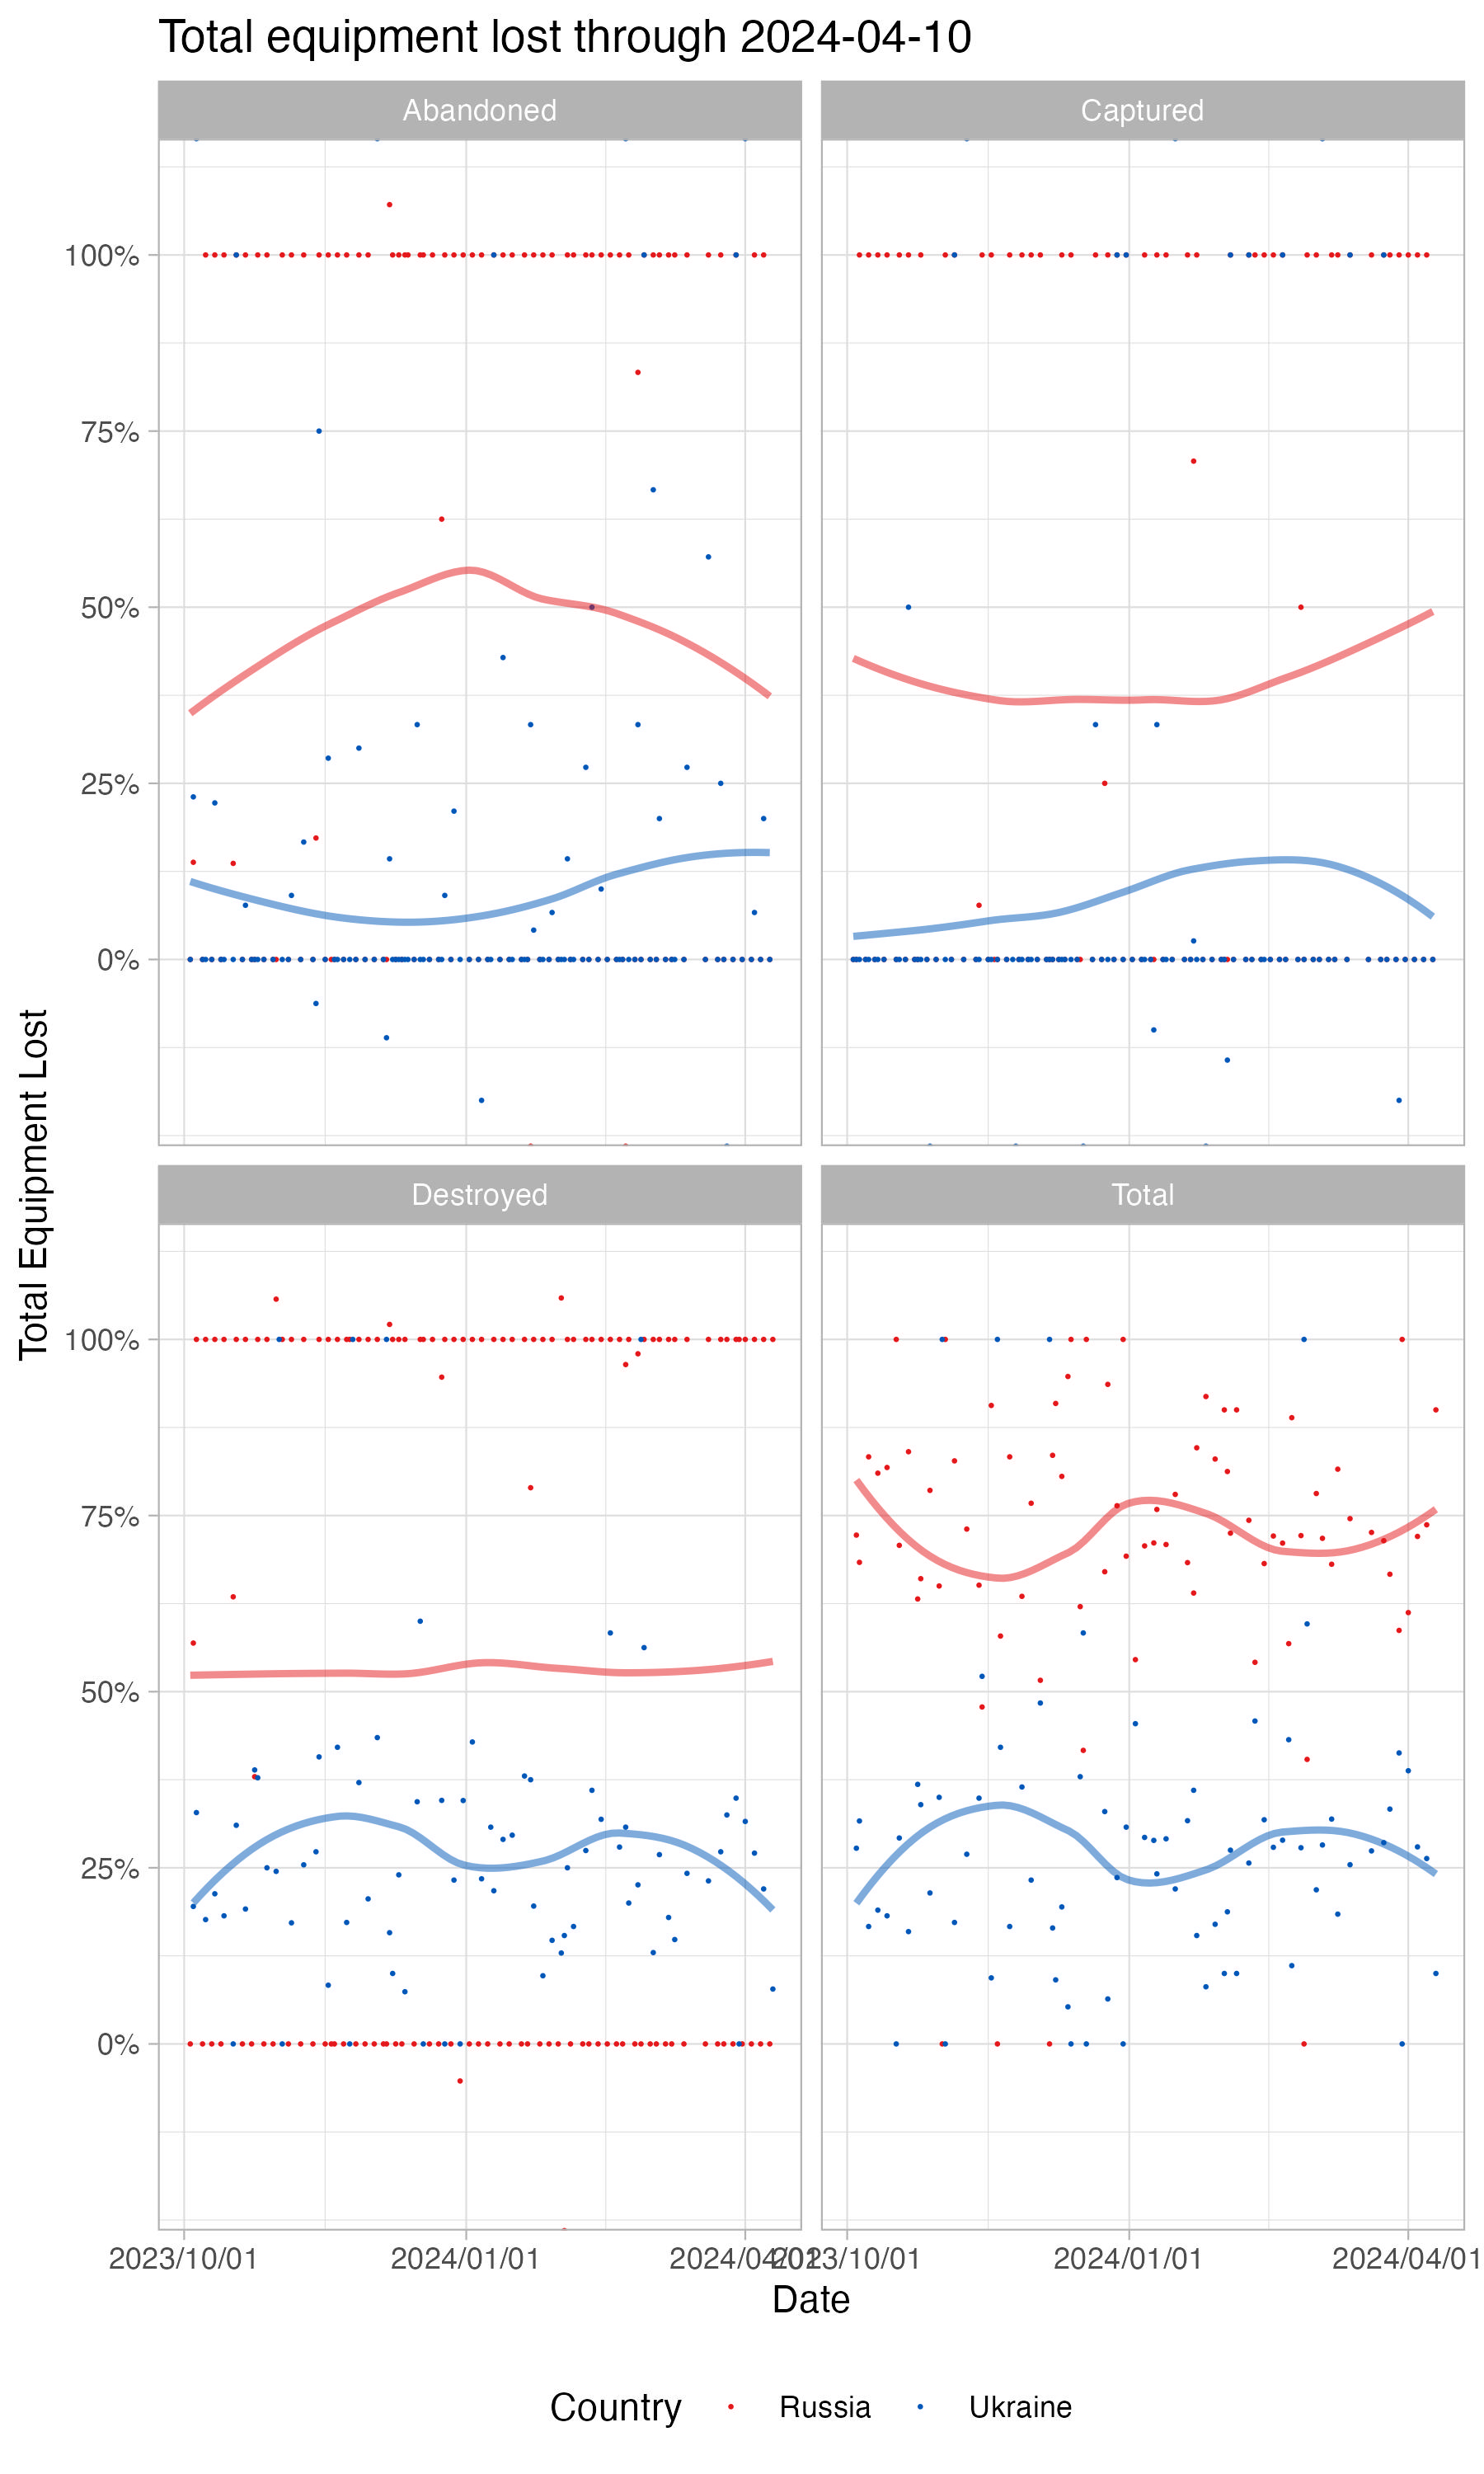 Total equipment lost through 2024-04-10
Abandoned
Captured
100%
75%
50%
25%
0%
Total Equipment Lost
Destroyed
Total
100%
75%
50%
25%
0%
2023/10/01
2024/01/01
2024/04/01
2023/10/01
2024/01/01
2024/04/01
Date
Country
Russia
Ukraine